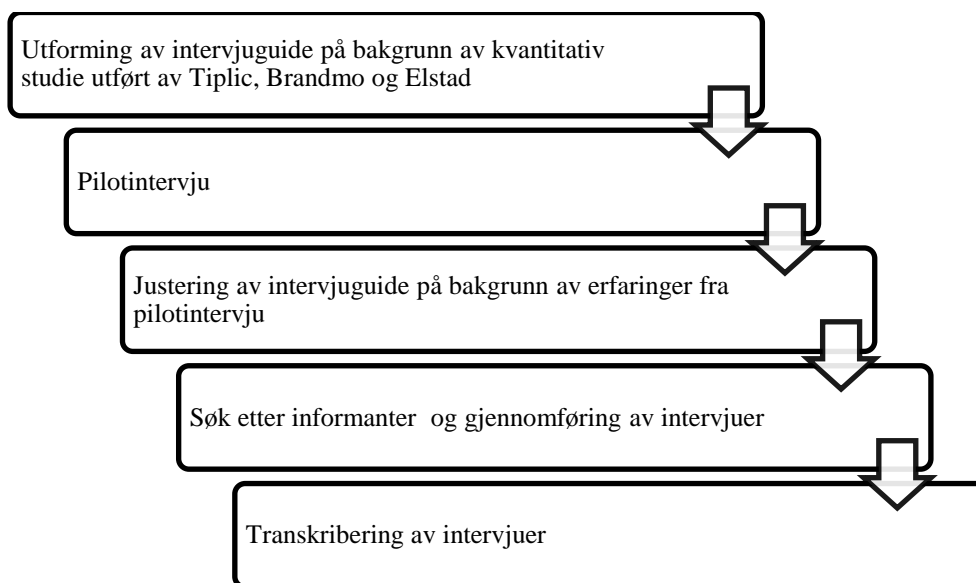 Utforming av intervjuguide på bakgrunn av kvantitativ
studie utført av Tiplic, Brandmo og Elstad
Pilotintervju
Justering av intervjuguide på bakgrunn av erfaringer fra
pilotintervju
Søk etter informanter  og gjennomføring av intervjuer
Transkribering av intervjuer